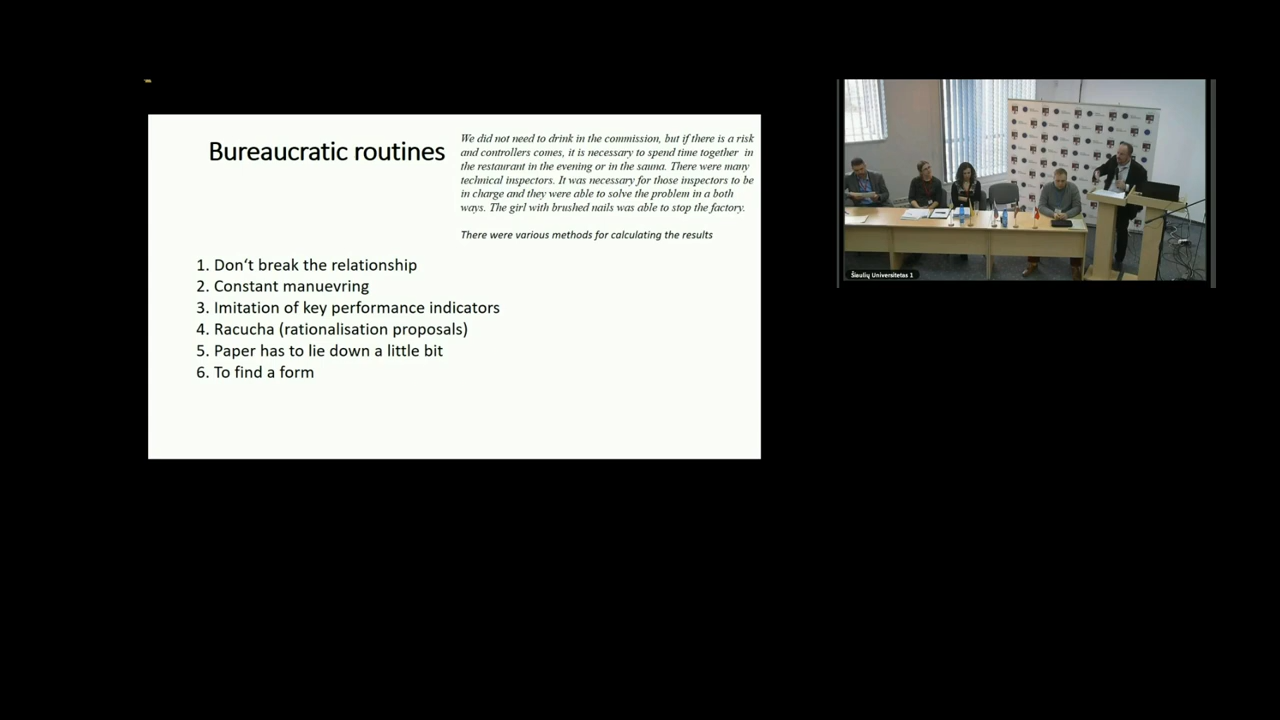 Bureaucratic routines
We did not need to drink in the commission, but if there is a risk
and controllers comes, it is necessary to spend time together in
the restaurant in the evening or in the sauna. There were many
technical inspectors. It was necessary for those inspectors to be
in charge and they were able to solve the problem in a both
ways. The girl with brushed nails was able to stop the factory.
There were various methods for calculating the results
1. Don‘t break the relationship
2. Constant manuevring
3. Imitation of key performance indicators
4. Racucha (rationalisation proposals)
5. Paper has to lie down a little bit
6. To find a form
Šiaulių Universitetas 1